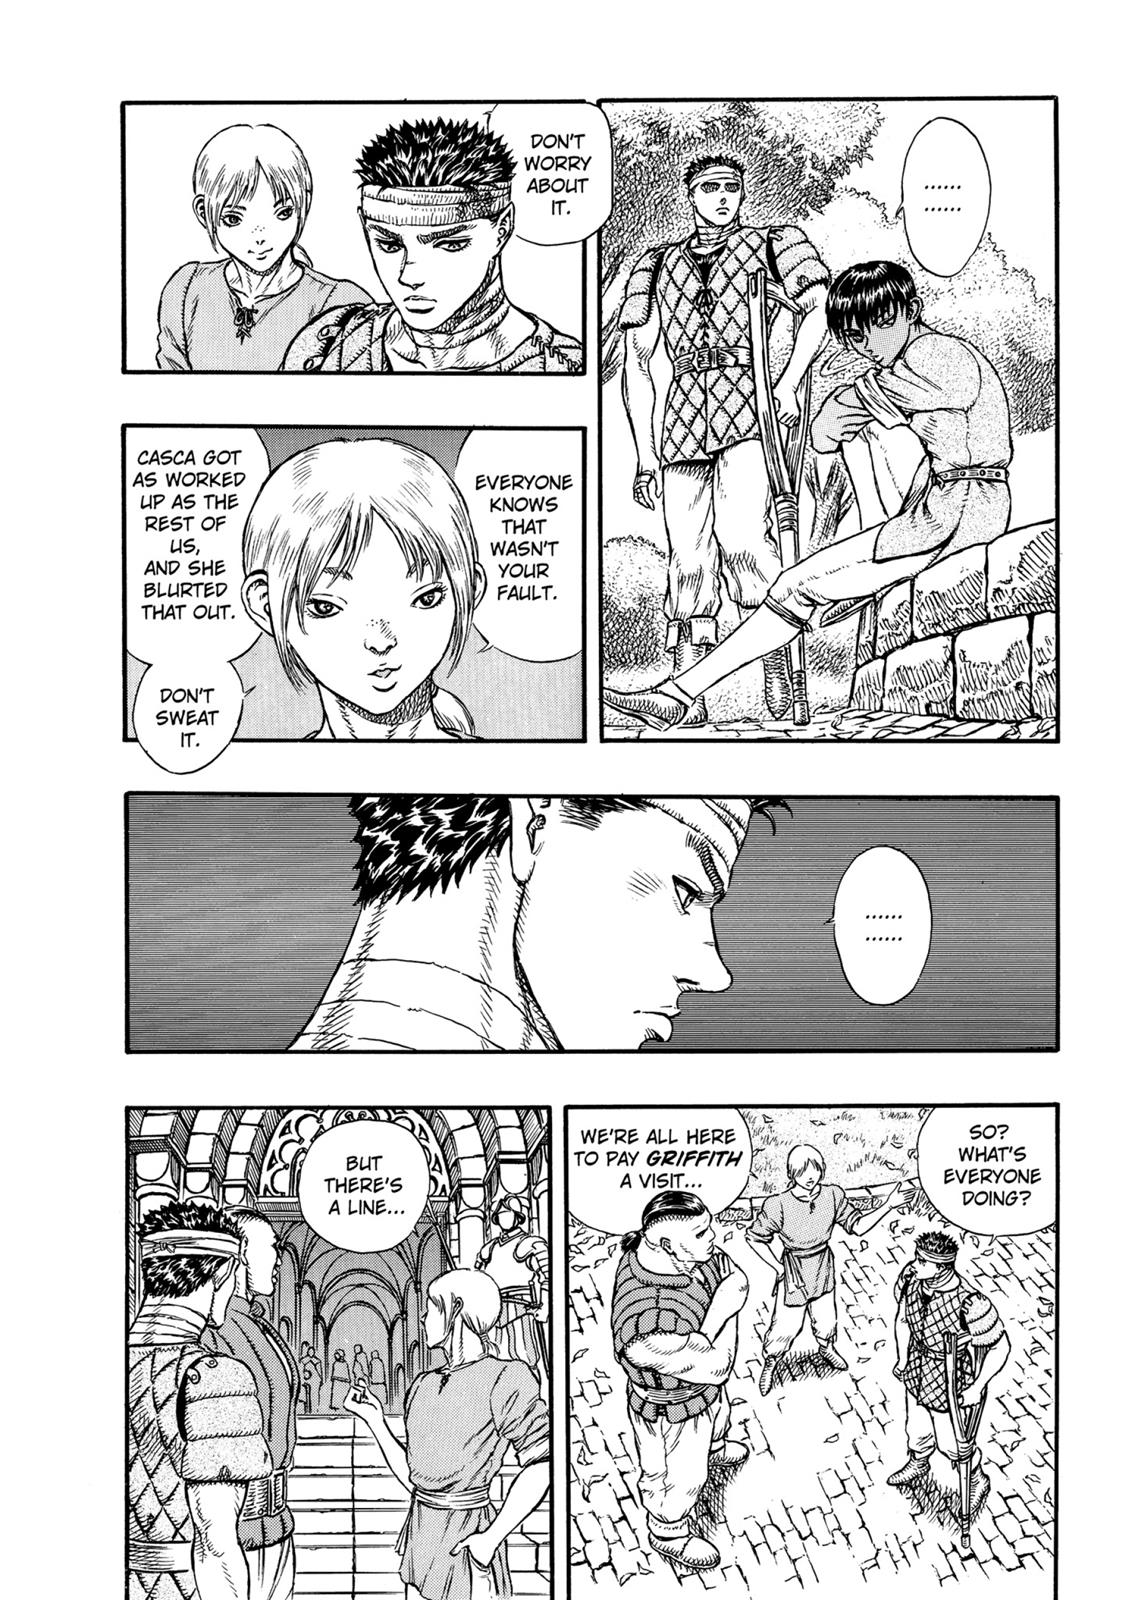 ......
......
DON'T
WORRY
ABOUT
IT.
EVERYONE
KNOWS
THAT
WASN'T
YOUR
FAULT.
CASCA GOT
AS WORKED
UP AS THE
REST OF
US,
AND SHE
BLURTED
THAT OUT.
DON'T
SWEAT
IT.
......
......
SO?
WHAT'S
EVERYONE
DOING?
WE'RE ALL HERE
TO PAY GRIFFITH
A VISIT...
BUT
THERE'S
A LINE...